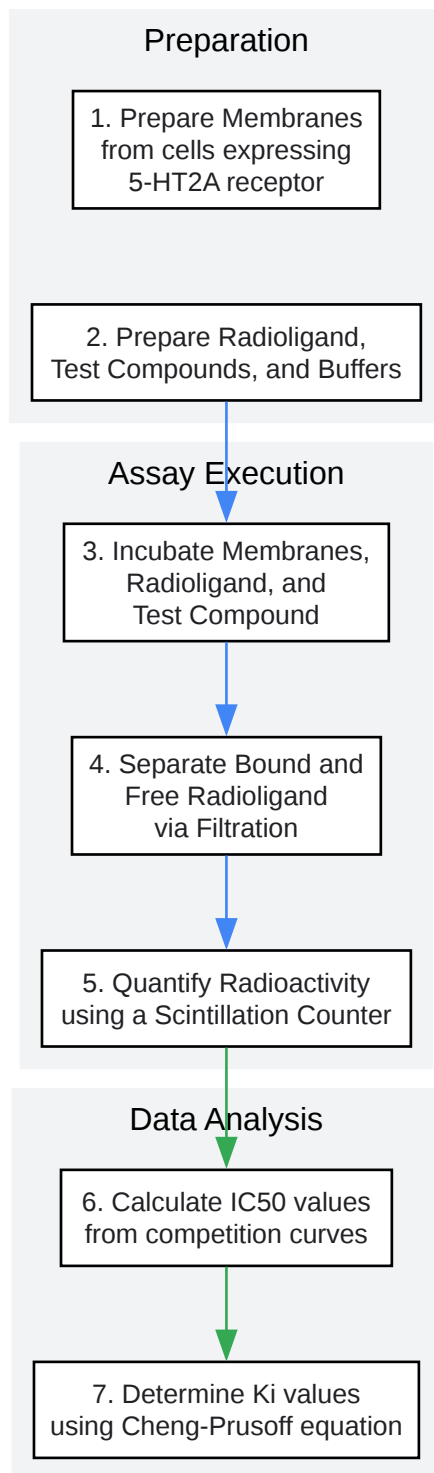 Preparation
1. Prepare Membranes
from cells expressing
5-HT2A receptor
2. Prepare Radioligand,
Test Compounds, and Buffers
Assay Execution
3. Incubate Membranes,
Radioligand, and
Test Compound
4. Separate Bound and
Free Radioligand
via Filtration
5. Quantify Radioactivity
using a Scintillation Counter
Data Analysis
6. Calculate IC50 values
from competition curves
7. Determine Ki values
using Cheng-Prusoff equation